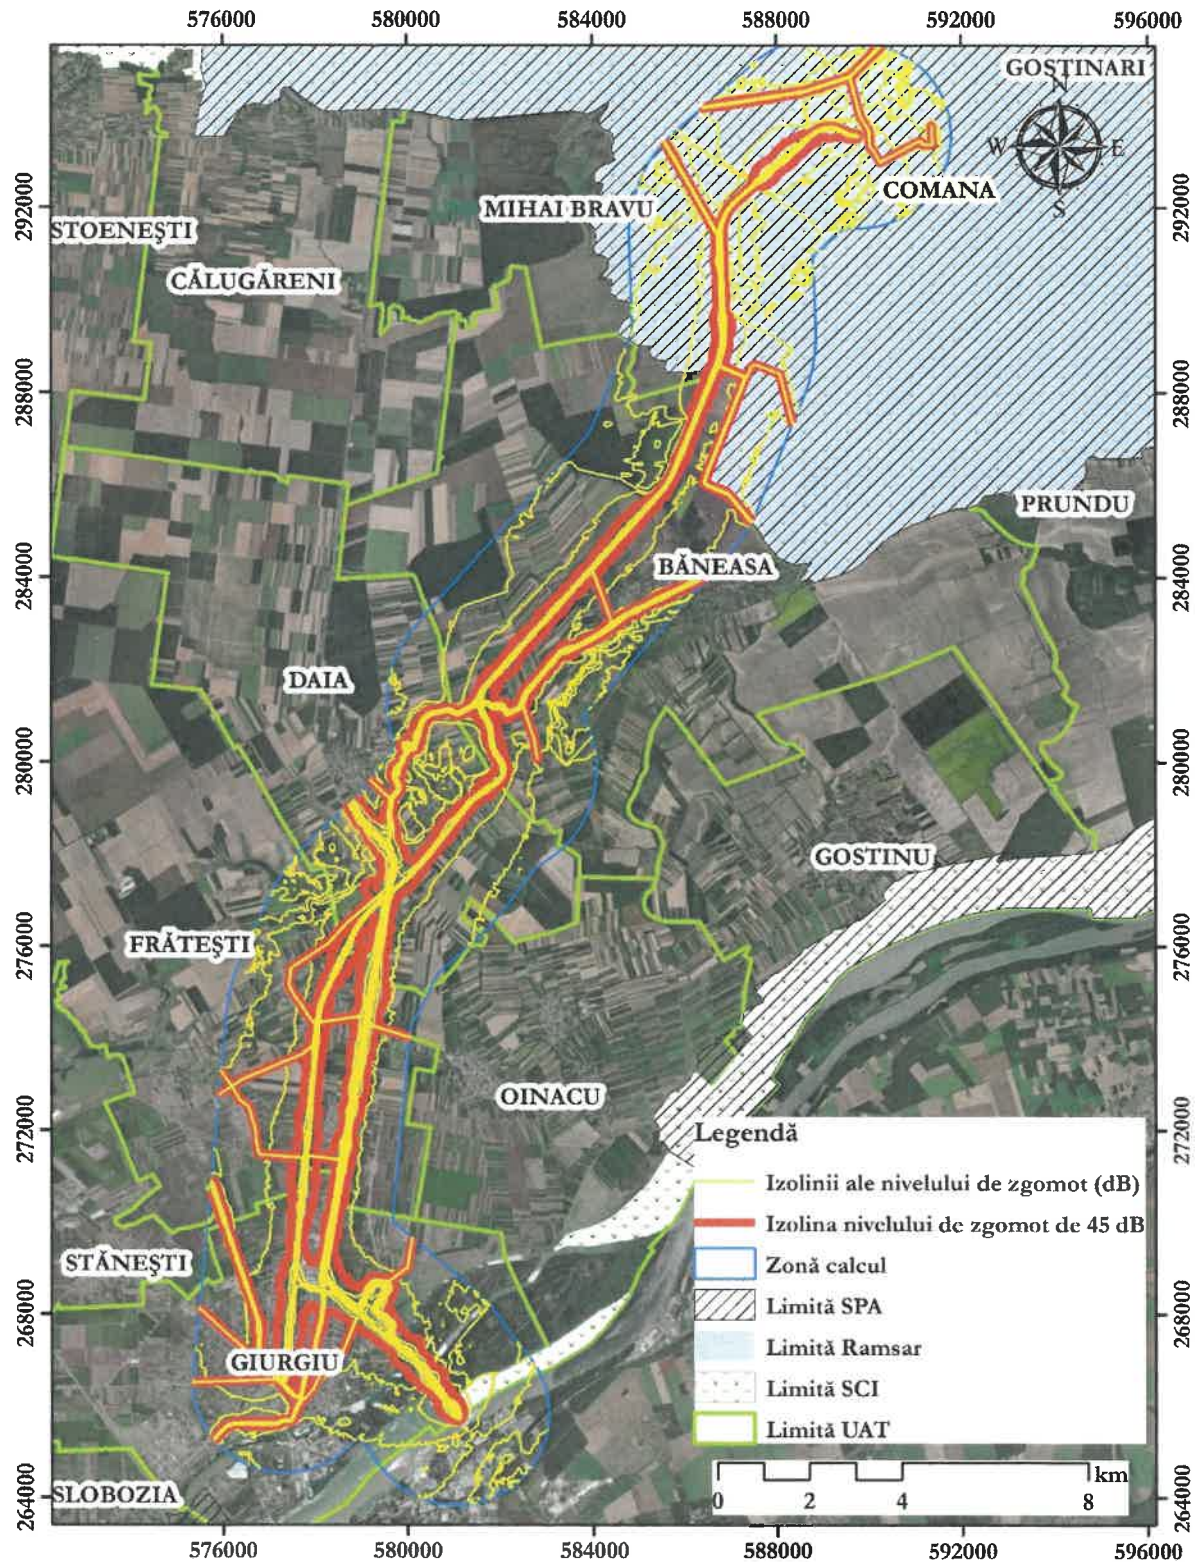 576000 580000 584000 588000 592000 596000
GOSTINARI
N
W E
S
COMANA
MIHAI BRAVU
292000
292000
STOENEŞTI
CĂLUGĂRENI
288000
288000
PRUNDU
BĂNEASA
284000
284000
DAIA
280000
280000
GOSTINU
FRĂTEŞTI
276000
276000
OINACU
272000
272000
Legendă
Izolinii ale nivelului de zgomot (dB)
Izolina nivelului de zgomot de 45 dB
Zonă calcul
Limită SPA
Limită Ramsar
Limită SCI
Limită UAT
STĂNEŞTI
268000
268000
GIURGIU
km
0 2 4 8
SLOBOZIA
264000
264000
576000 580000 584000 588000 592000 596000